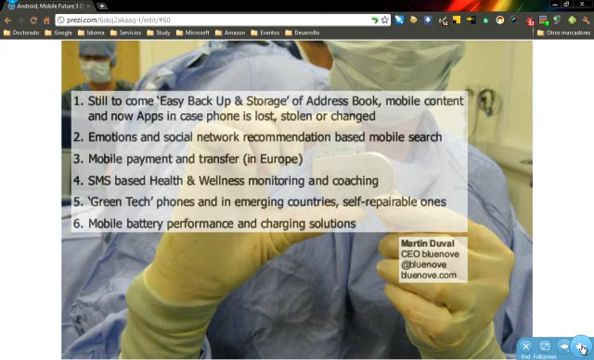 Android, Mobile Future 3
prezi.com/6skq2akaaq-t/edit/#60
Doctorado Google Idioma Servicios Study Microsoft Amazon Eventos Desarrollo Otros marcadores
1. Still to come 'Easy Back Up & Storage' of Address Book, mobile content
and now Apps in case phone is lost, stolen or changed
2. Emotions and social network recommendation based mobile search
3. Mobile payment and transfer (in Europe)
4. SMS based Health & Wellness monitoring and coaching
5. 'Green Tech' phones and in emerging countries, self-repairable ones
6. Mobile battery performance and charging solutions
Martin Duval
CEO bluenove
@bluenove
bluenove.com
End Fullscreen